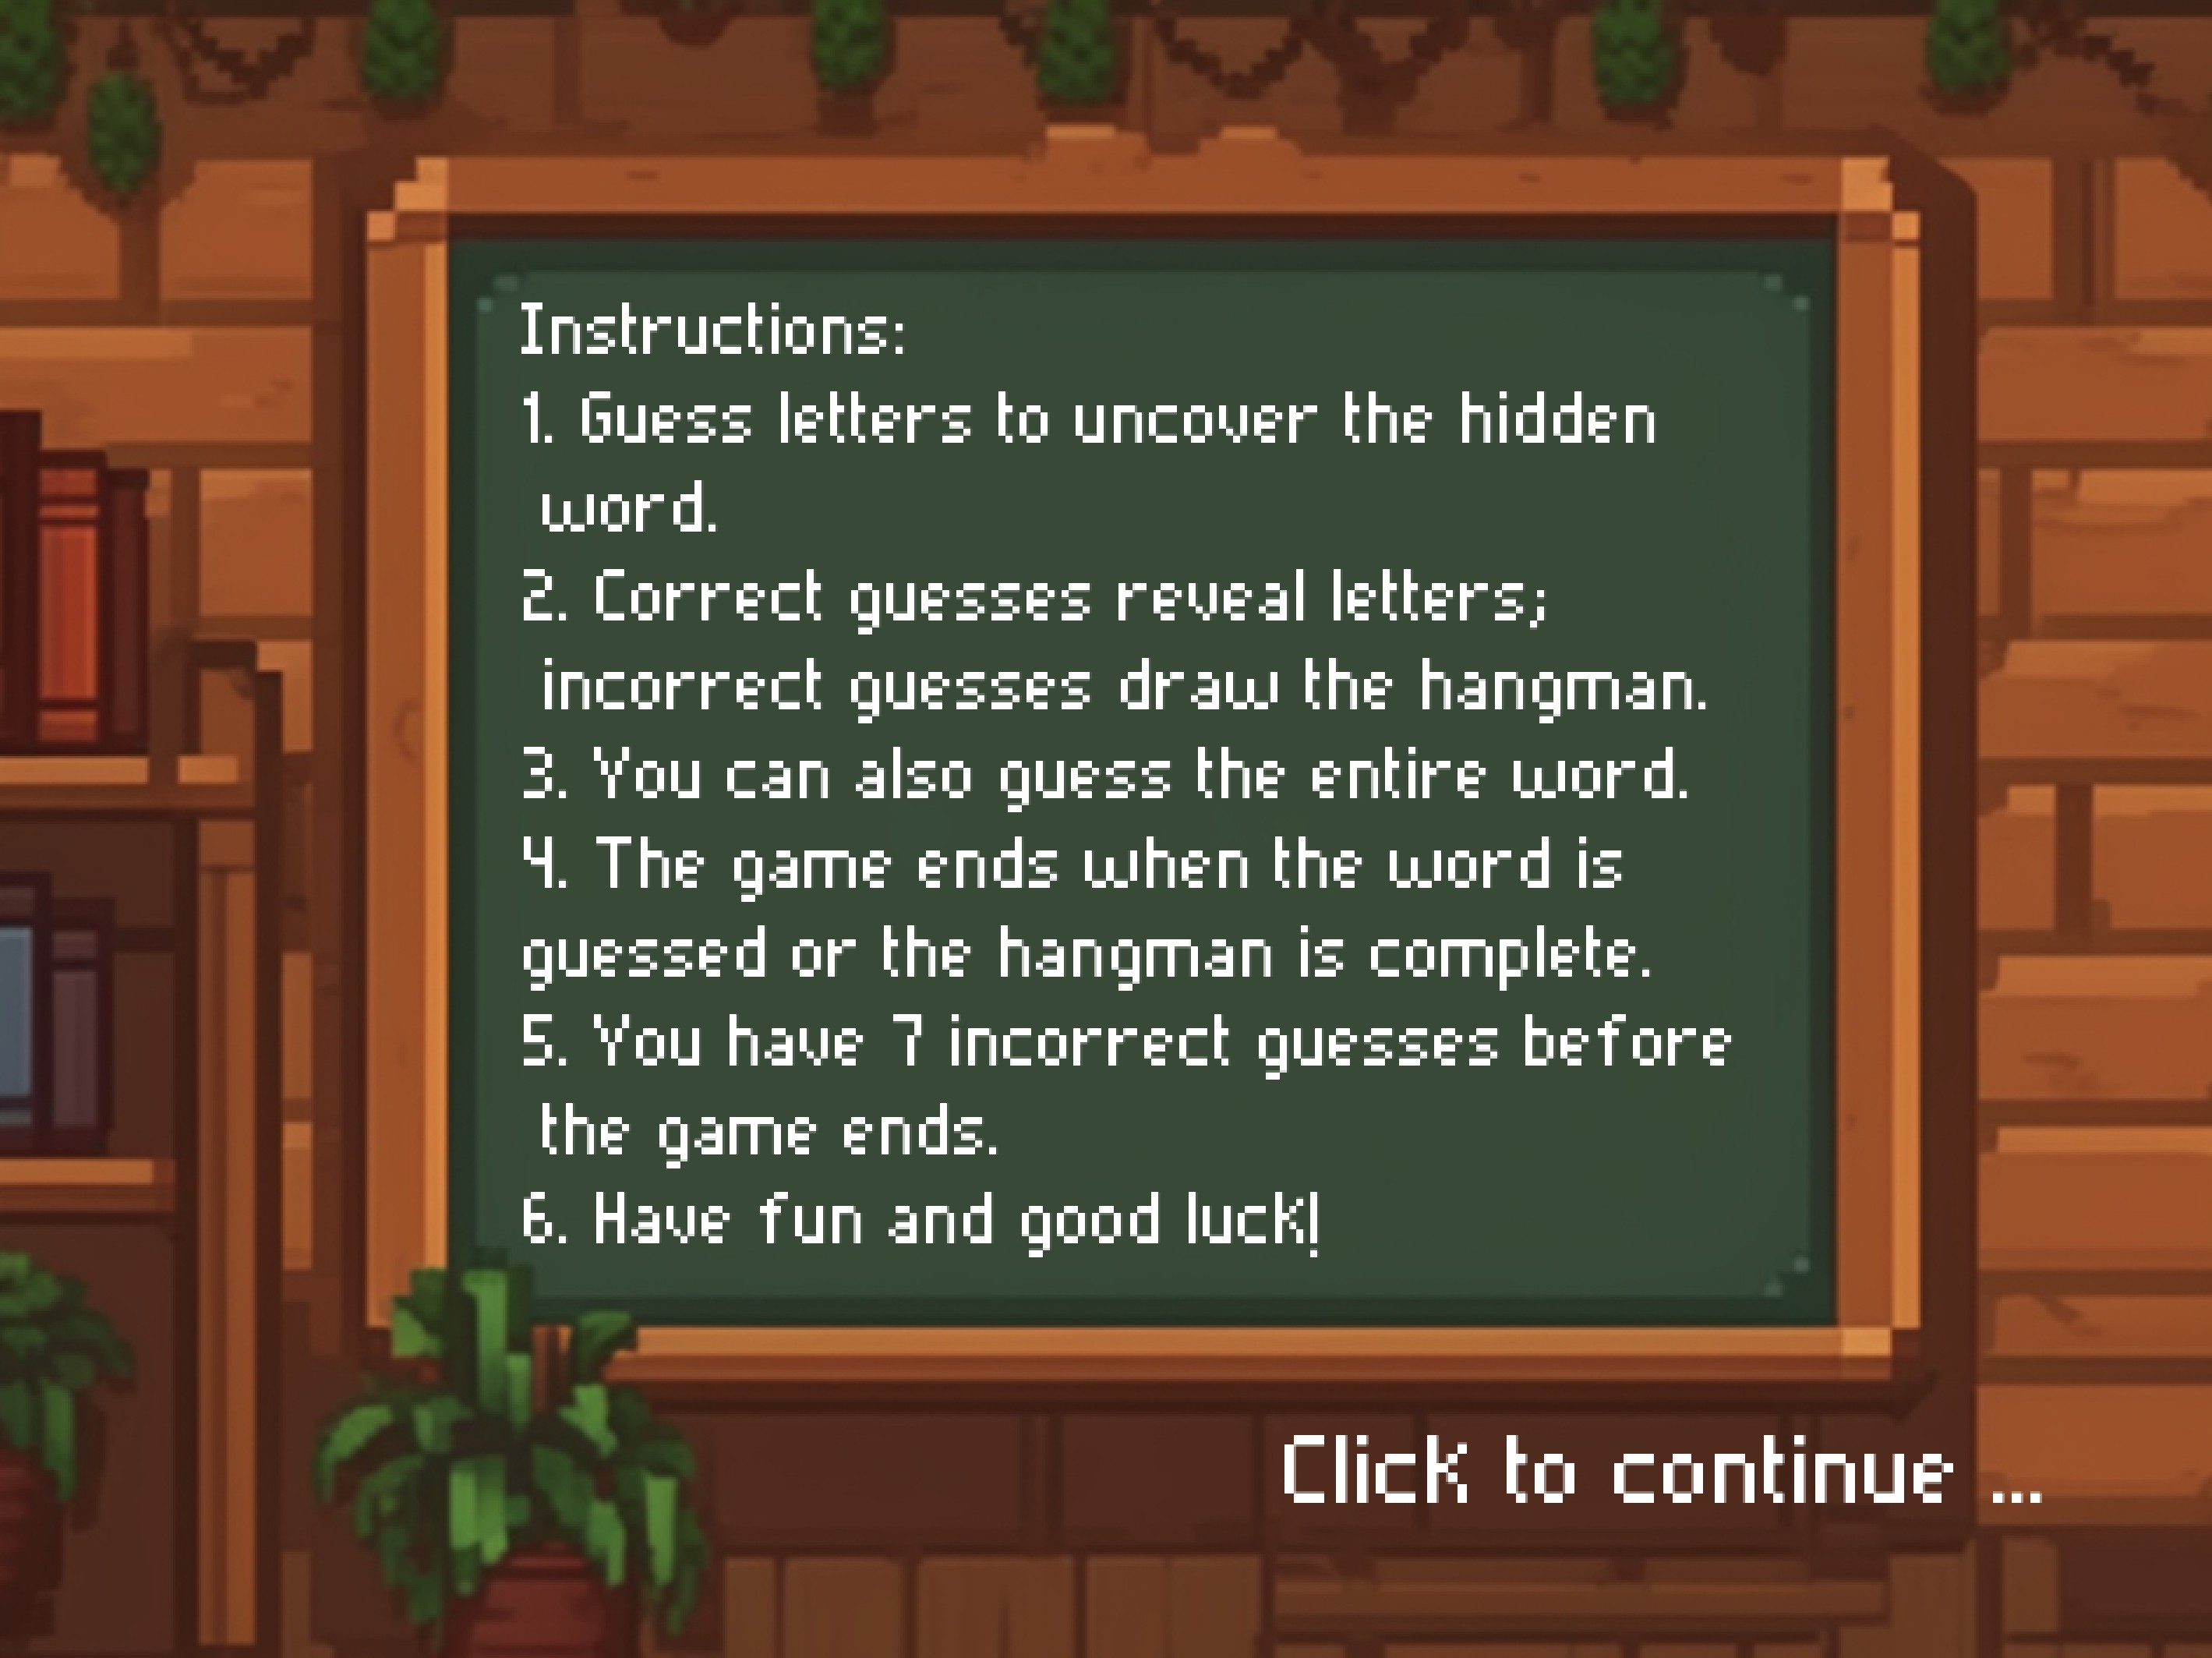 Instructions:
1. Guess letters to uncover the hidden
word.
2. Correct guesses reveal letters;
incorrect guesses draw the hangman.
3. You can also guess the entire word.
4. The game ends when the word is
guessed or the hangman is complete.
5. You have 7 incorrect guesses before
the game ends.
6. Have fun and good luck!
Click to continue ...